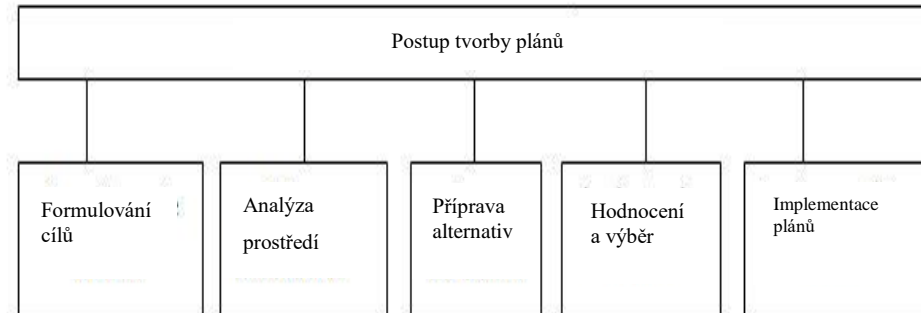 Postup tvorby plánů
Formulování
cílů
Analýza
prostředí
Příprava
alternativ
Hodnocení
a výběr
Implementace
plánů